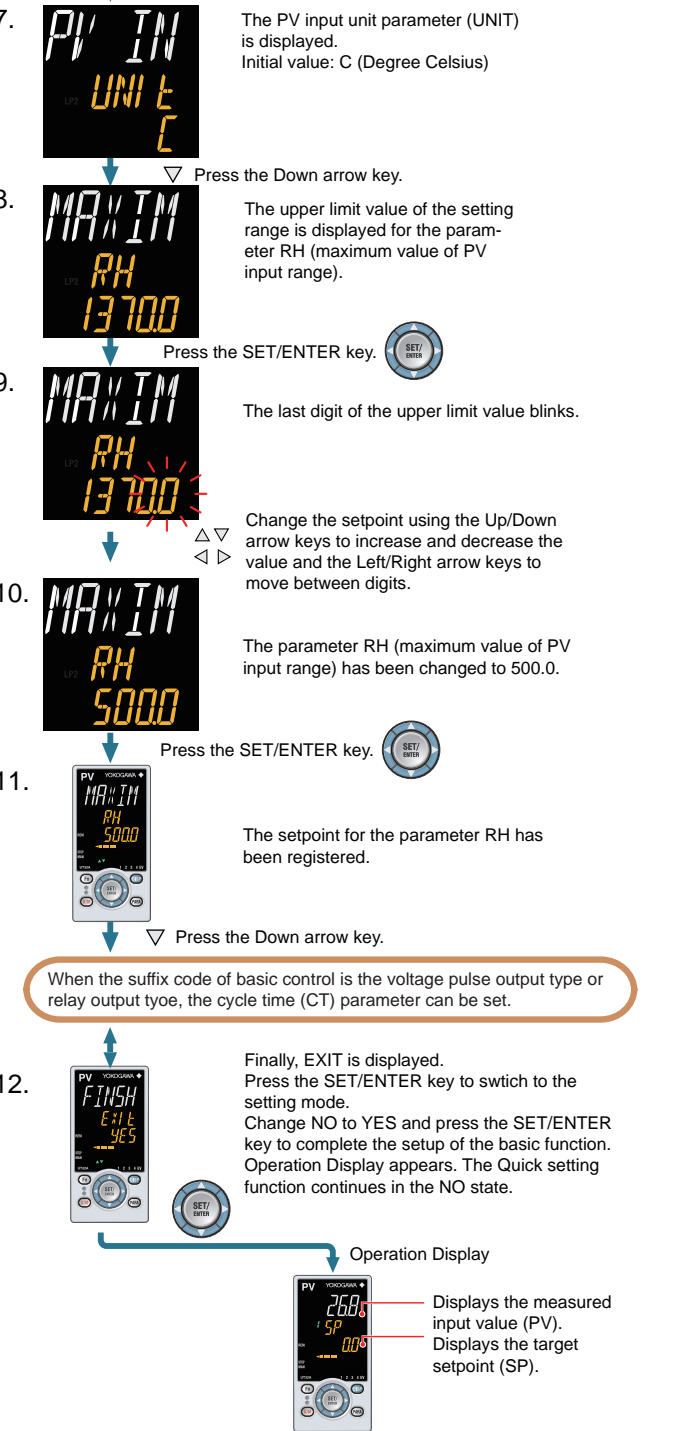 7.
PV IN
LP2 UNIt
C
The PV input unit parameter (UNIT)
is displayed.
Initial value: C (Degree Celsius)
Press the Down arrow key.
8.
MAXIM
LP2 RH
1370.0
The upper limit value of the setting
range is displayed for the param-
eter RH (maximum value of PV
input range).
Press the SET/ENTER key.
SET/
ENTER
9.
MAXIM
LP2 RH
1370.0
The last digit of the upper limit value blinks.
Change the setpoint using the Up/Down
arrow keys to increase and decrease the
value and the Left/Right arrow keys to
move between digits.
10.
MAXIM
LP2 RH
500.0
The parameter RH (maximum value of PV
input range) has been changed to 500.0.
Press the SET/ENTER key.
SET/
ENTER
11.
PV YOKOGAWA
MAXIM
RH
500.0
SET/
ENTER
The setpoint for the parameter RH has
been registered.
Press the Down arrow key.
When the suffix code of basic control is the voltage pulse output type or
relay output tyoe, the cycle time (CT) parameter can be set.
12.
PV YOKOGAWA
FINSH
EXIt
YES
SET/
ENTER
Finally, EXIT is displayed.
Press the SET/ENTER key to swtich to the
setting mode.
Change NO to YES and press the SET/ENTER
key to complete the setup of the basic function.
Operation Display appears. The Quick setting
function continues in the NO state.
SET/
ENTER
Operation Display
PV YOKOGAWA
26.8
1 SP
0.0
SET/
ENTER
Displays the measured
input value (PV).
Displays the target
setpoint (SP).